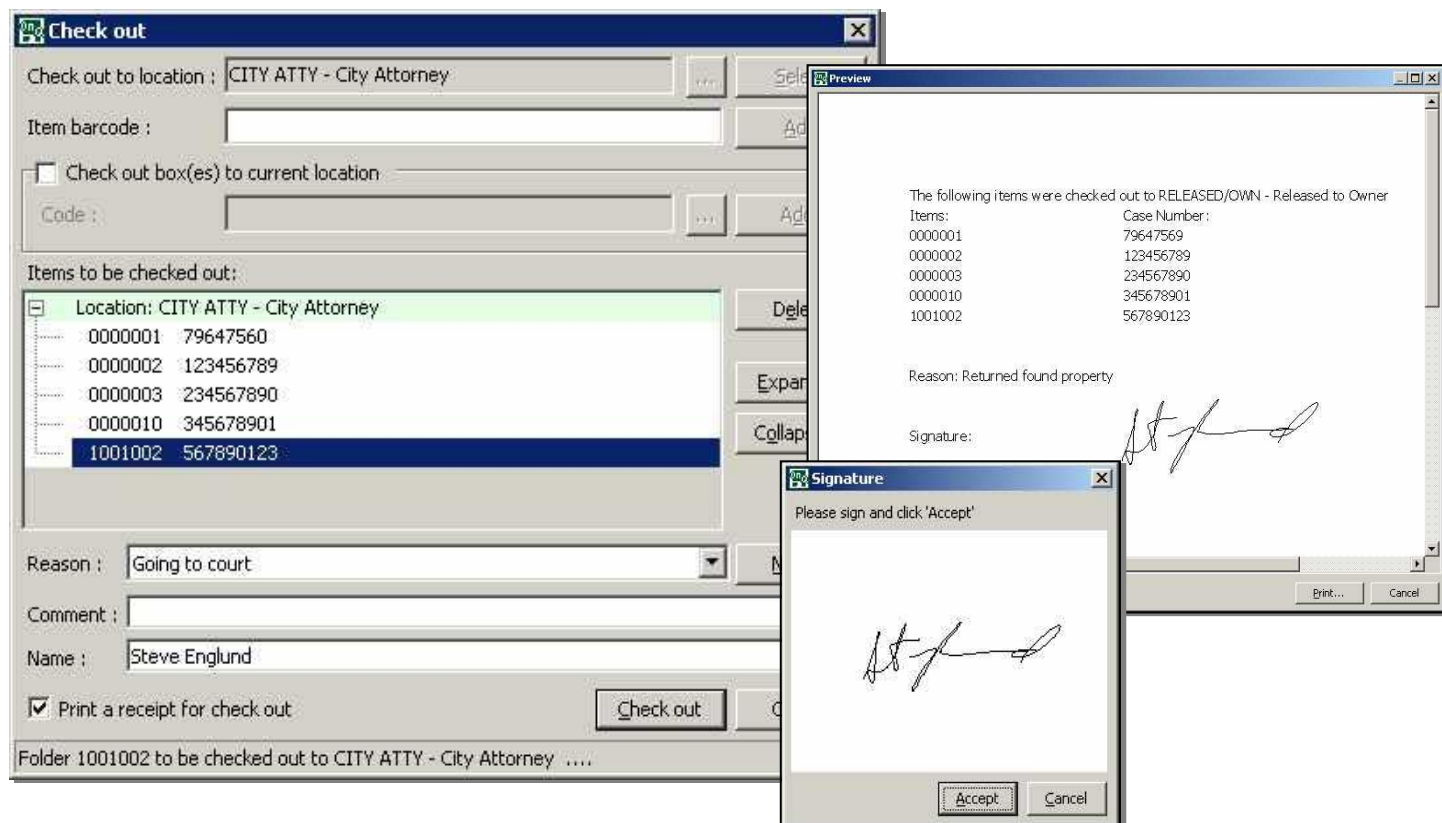 Check out
Check out to location : CITY ATTY - City Attorney ...
Item barcode :
Check out box(es) to current location
Code : ...
Items to be checked out:
Location: CITY ATTY - City Attorney
0000001 79647560
0000002 123456789
0000003 234567890
0000010 345678901
1001002 567890123
Reason : Going to court
Comment :
Name : Steve Englund
Print a receipt for check out Check out
Folder 1001002 to be checked out to CITY ATTY - City Attorney ....
Preview
The following items were checked out to RELEASED/OWN - Released to Owner
Items: Case Number:
0000001 79647569
0000002 123456789
0000003 234567890
0000010 345678901
1001002 567890123
Reason: Returned found property
Signature:
Print... Cancel
Signature
Please sign and click 'Accept'
Accept Cancel